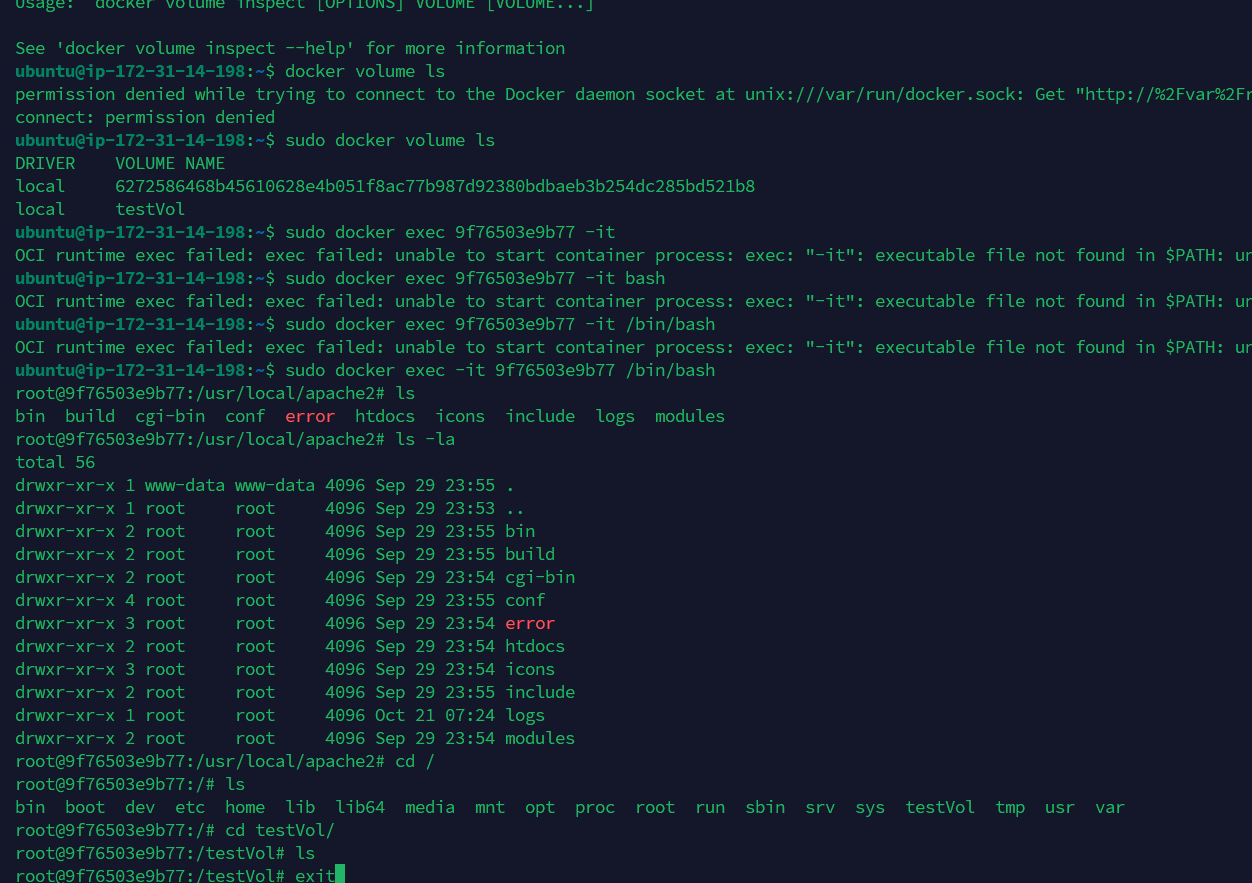 Usage:  docker volume inspect [OPTIONS] VOLUME [VOLUME...]
See 'docker volume inspect --help' for more information
ubuntu@ip-172-31-14-198:~$ docker volume ls
permission denied while trying to connect to the Docker daemon socket at unix:///var/run/docker.sock: Get "http://%2Fvar%2Fr
connect: permission denied
ubuntu@ip-172-31-14-198:~$ sudo docker volume ls
DRIVER    VOLUME NAME
local     6272586468b45610628e4b051f8ac77b987d92380bdbaeb3b254dc285bd521b8
local     testVol
ubuntu@ip-172-31-14-198:~$ sudo docker exec 9f76503e9b77 -it
OCI runtime exec failed: exec failed: unable to start container process: exec: "-it": executable file not found in $PATH: un
ubuntu@ip-172-31-14-198:~$ sudo docker exec 9f76503e9b77 -it bash
OCI runtime exec failed: exec failed: unable to start container process: exec: "-it": executable file not found in $PATH: un
ubuntu@ip-172-31-14-198:~$ sudo docker exec 9f76503e9b77 -it /bin/bash
OCI runtime exec failed: exec failed: unable to start container process: exec: "-it": executable file not found in $PATH: un
ubuntu@ip-172-31-14-198:~$ sudo docker exec -it 9f76503e9b77 /bin/bash
root@9f76503e9b77:/usr/local/apache2# ls
bin  build  cgi-bin  conf  error  htdocs  icons  include  logs  modules
root@9f76503e9b77:/usr/local/apache2# ls -la
total 56
drwxr-xr-x 1 www-data www-data 4096 Sep 29 23:55 .
drwxr-xr-x 1 root     root     4096 Sep 29 23:53 ..
drwxr-xr-x 2 root     root     4096 Sep 29 23:55 bin
drwxr-xr-x 2 root     root     4096 Sep 29 23:55 build
drwxr-xr-x 2 root     root     4096 Sep 29 23:54 cgi-bin
drwxr-xr-x 4 root     root     4096 Sep 29 23:55 conf
drwxr-xr-x 3 root     root     4096 Sep 29 23:54 error
drwxr-xr-x 2 root     root     4096 Sep 29 23:54 htdocs
drwxr-xr-x 3 root     root     4096 Sep 29 23:54 icons
drwxr-xr-x 2 root     root     4096 Sep 29 23:55 include
drwxr-xr-x 1 root     root     4096 Oct 21 07:24 logs
drwxr-xr-x 2 root     root     4096 Sep 29 23:54 modules
root@9f76503e9b77:/usr/local/apache2# cd /
root@9f76503e9b77:/# ls
bin  boot  dev  etc  home  lib  lib64  media  mnt  opt  proc  root  run  sbin  srv  sys  testVol  tmp  usr  var
root@9f76503e9b77:/# cd testVol/
root@9f76503e9b77:/testVol# ls
root@9f76503e9b77:/testVol# exit